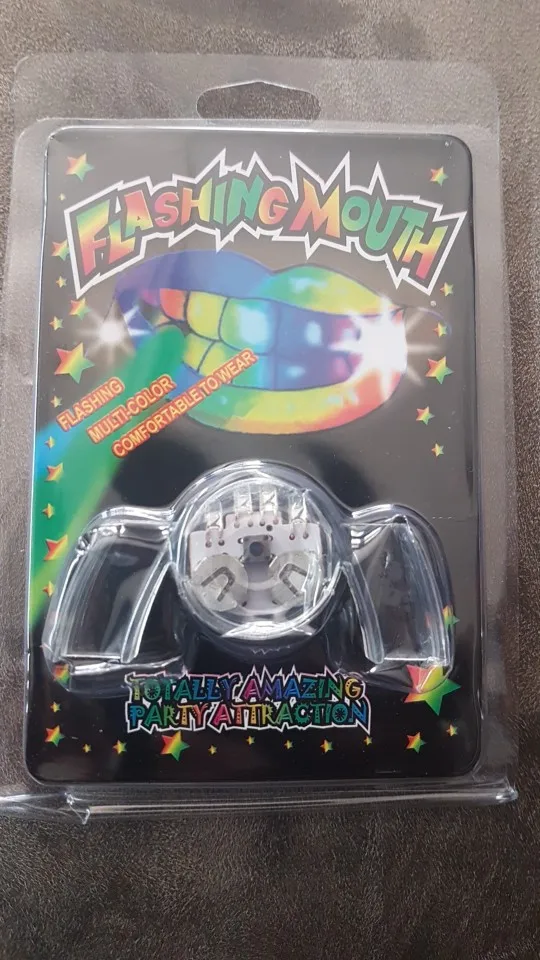 FLASHING MOUTH
FLASHING
MULTI-COLOR
COMFORTABLE TO WEAR
TOTALLY AMAZING
PARTY ATTRACTION